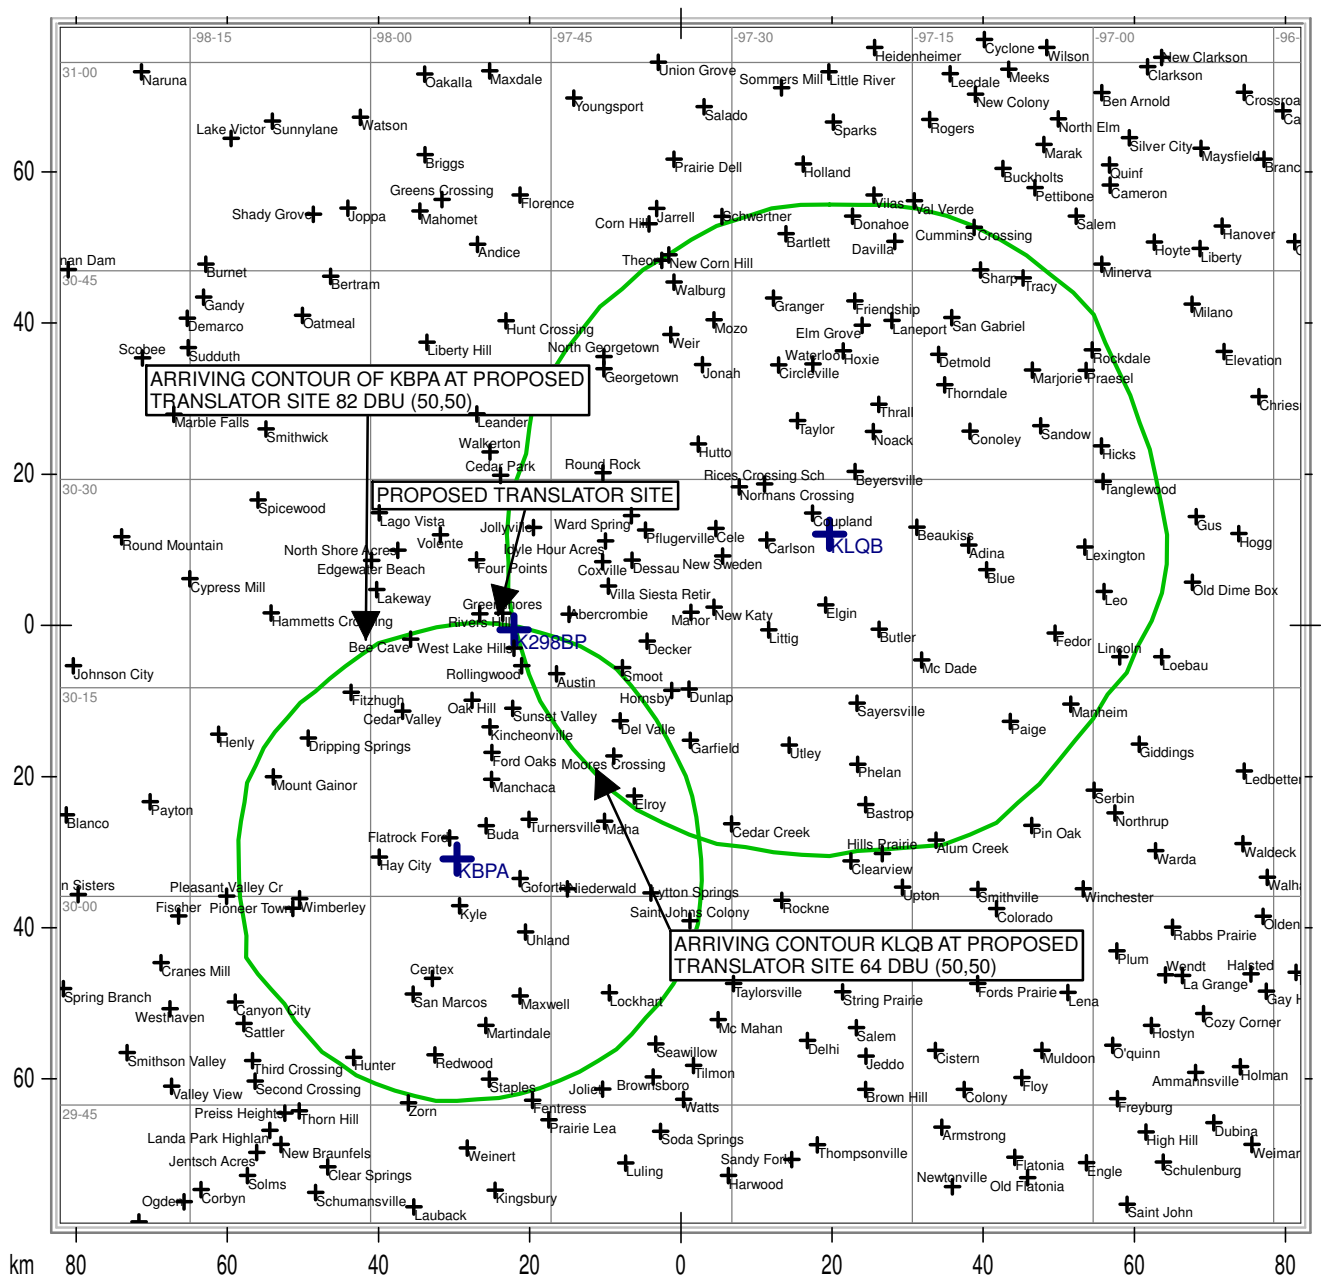 -98-15 -98-00 -97-45 -97-30 -97-15 -97-00 -96-
Heidenheimer Cyclone Wilson New Clarkson
31-00 Naruna Oakalla Maxdale Union Grove Sommers Mill Little River Leedale Meeks Clarkson
Youngsport Salado New Colony Ben Arnold Crossroa
Lake Victor Sunnylane Watson Sparks Rogers North Elm Ca
Silver City
60 Briggs Prairie Dell Holland Marak Maysfield Branc
Buckholts Quinf
Greens Crossing Florence Vilas Pettibone Cameron
Shady Grove Joppa Mahomet Corn Hill Jarrell Schwertner Donahoe Val Verde Salem
Andice Bartlett Davilla Cummins Crossing Hoyte Liberty Hanover
nan Dam Burnet New Corn Hill Minerva
30-45 Bertram Walburg Sharp Tracy
Gandy Granger Friendship Milano
40 Demarco Oatmeal Hunt Crossing Mozo Elm Grove Laneport San Gabriel
Scobee Sudduth Liberty Hill North Georgetown Weir Waterloo Hoxie Detmold Rockdale Elevation
Georgetown Jonah Circleville Marjorie Praesel
ARRIVING CONTOUR OF KBPA AT PROPOSED
TRANSLATOR SITE 82 DBU (50,50)
Thorndale Chries
Marble Falls Leander Thrall
Smithwick Taylor Noack Conoley Sandow
Walkerton Hutto Hicks
20 Cedar Park Round Rock Rices Crossing Sch Beyersville
30-30 Tanglewood
PROPOSED TRANSLATOR SITE
Normans Crossing
Spicewood Lago Vista Jollyville Ward Spring Coupland Gus
Round Mountain Volente Pflugerville Cele KLQB Beaukiss Hogg
North Shore Acres Idyle Hour Acres Carlson Adina Lexington
Edgewater Beach Four Points Coxville Dessau New Sweden Blue
Cypress Mill Lakeway Villa Siesta Retir Leo Old Dime Box
Hammetts Crossing Greenshores Abercrombie Manor New Katy Elgin
0 Rivers Hill K298BP Littig Butler Fedor
Bee Cave West Lake Hills Decker Lincoln
Johnson City Rollingwood Austin Smoot Mc Dade Loebau
30-15 Fitzhugh Hornsby Dunlap
Cedar Valley Oak Hill Sunset Valley Sayersville Manheim
Henly Dripping Springs Kincheonville Del Valle Garfield Utley Paige Giddings
Ford Oaks Moores Crossing
20 Mount Gainor Manchaca Phelan Ledbetter
Payton Elroy Serbin
Blanco Buda Turnersville Maha Cedar Creek Bastrop Northrup
Flatrock Ford Hills Prairie Alum Creek Pin Oak Waldeck
Hay City KBPA Clearview Warda
n Sisters Pleasant Valley Cr Goforth Niederwald ytton Springs Upton Smithville Winchester Walha
30-00 Fischer Pioneer Town Wimberley Kyle Saint Johns Colony Rockne Colorado Olden
40 Uhland Rabbs Prairie
ARRIVING CONTOUR KLQB AT PROPOSED
TRANSLATOR SITE 64 DBU (50,50)
Plum
Cranes Mill Centex Wendt Halsted
Spring Branch San Marcos Maxwell Lockhart Taylorsville String Prairie Fords Prairie Lena La Grange Gay H
Westhaven Canyon City
Sattler Martindale Mc Mahan Salem Hostyn Cozy Corner
Smithson Valley Third Crossing Hunter Redwood Seawillow Delhi Jeddo Cistern Muldoon O'quinn
60 Valley View Second Crossing Staples Jolie Brownsboro Tilmon Brown Hill Colony Floy Ammannsville Holman
29-45 Preiss Heights Thorn Hill Zorn Fentress Watts Freyburg
Landa Park Highlan Prairie Lea Soda Springs Armstrong High Hill Dubina
Jentsch Acres New Braunfels Weinert Sandy Fork Thompsonville Weimar
Solms Clear Springs Luling Harwood Flatonia Engle Schulenburg
Ogden Corbyn Schumansville Kingsbury Newtonville Old Flatonia
Lauback Saint John
km 80 60 40 20 0 20 40 60 80